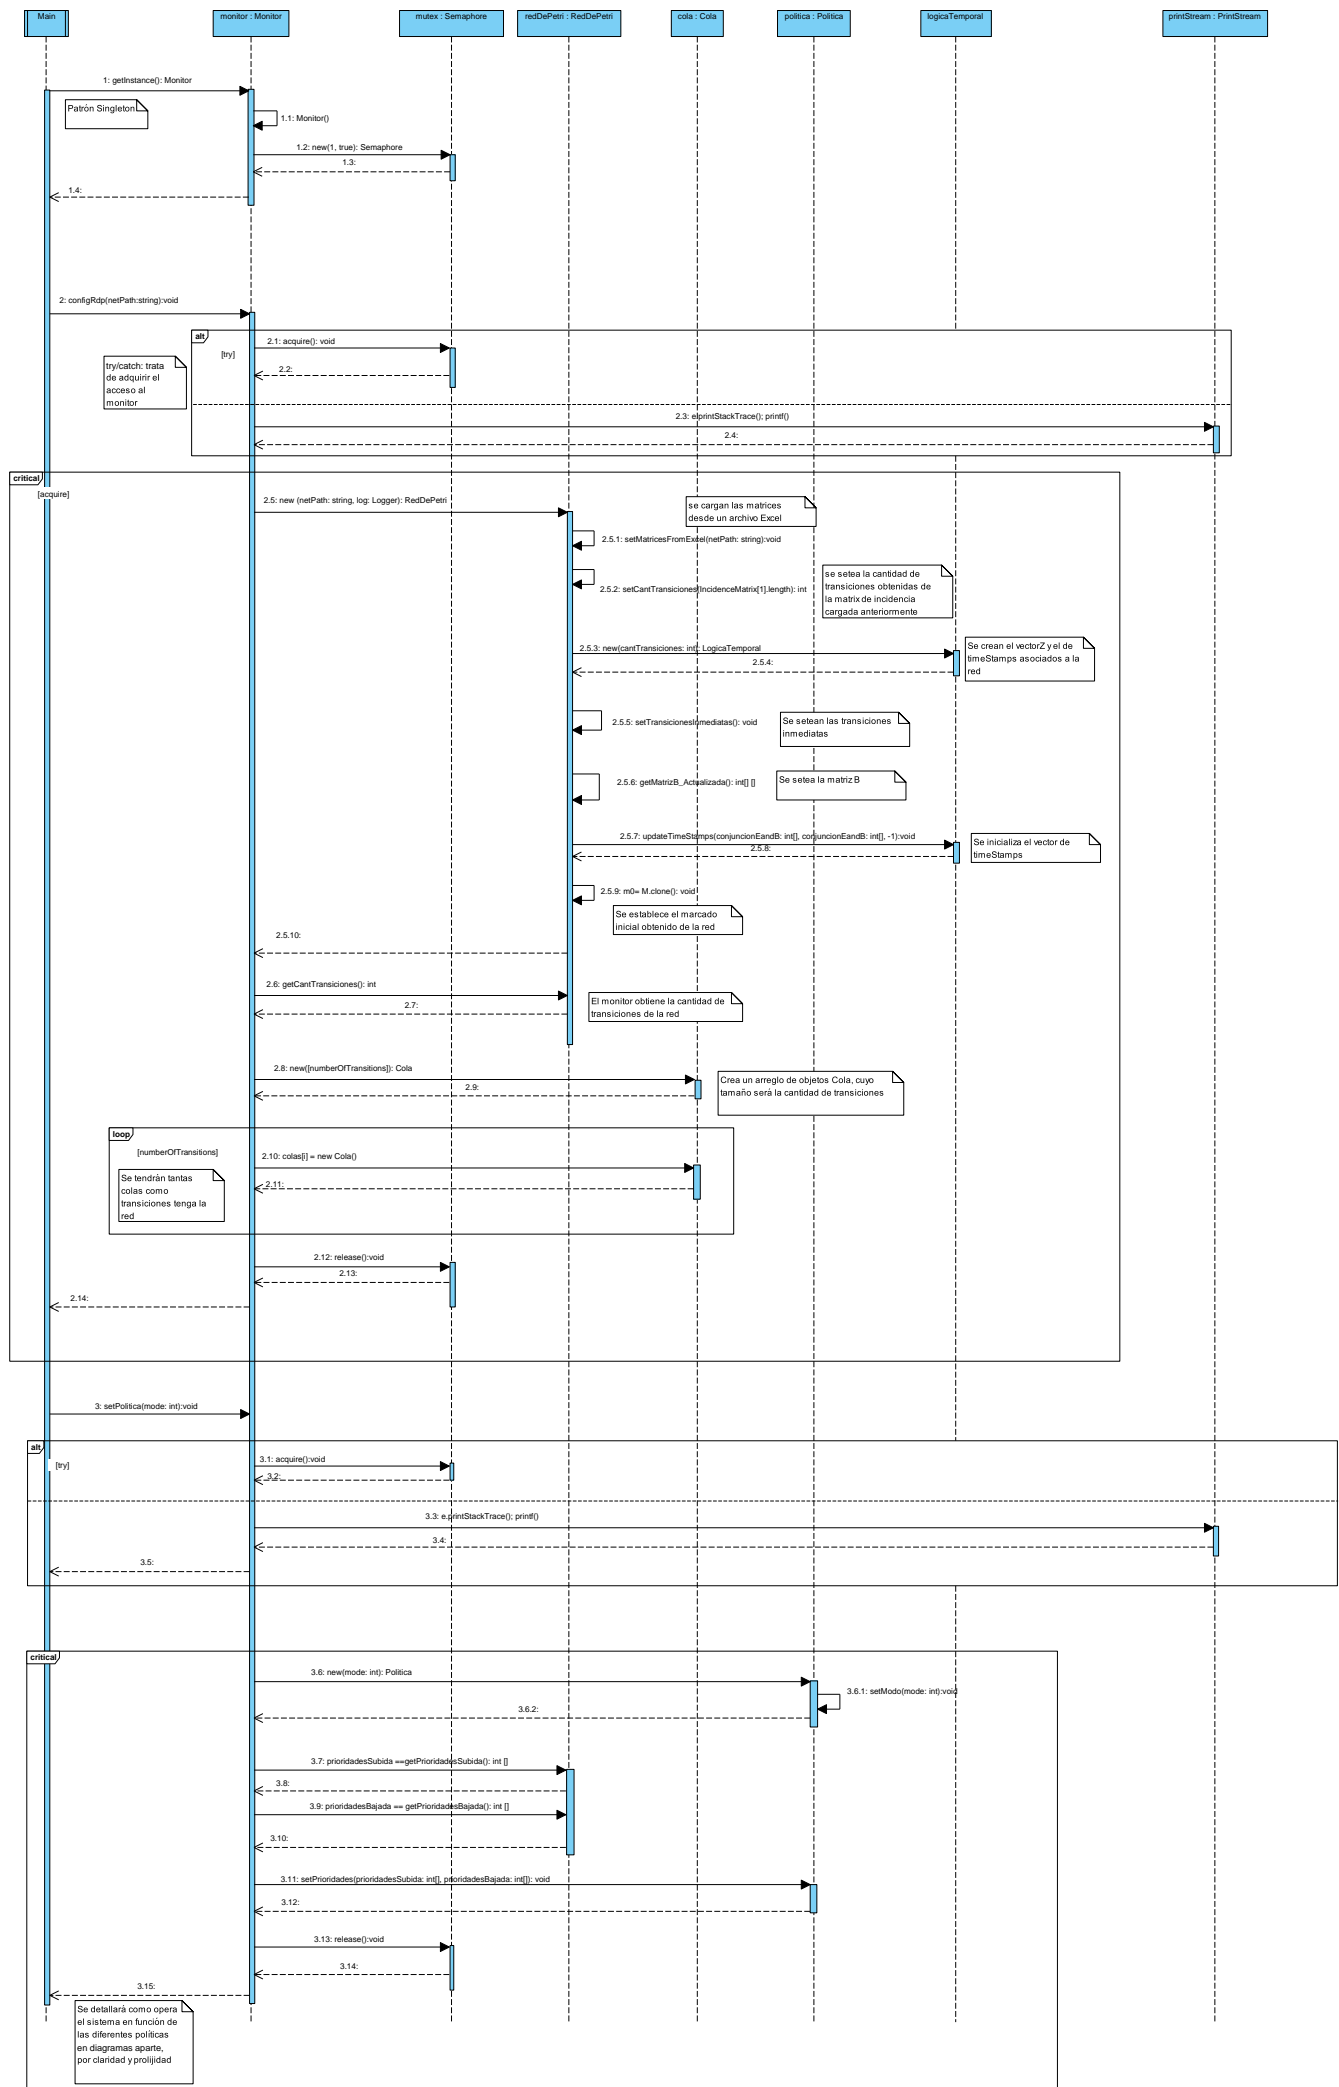 Main
monitor : Monitor
mutex : Semaphore
redDePetri : RedDePetri
cola : Cola
politica : Politica
logicaTemporal
printStream : PrintStream
1: getInstance(): Monitor
Patrón Singleton
1.1: Monitor()
1.2: new(1, true): Semaphore
1.3:
1.4:
2: configRdp(netPath:string):void
alt
[try]
2.1: acquire(): void
try/catch: trata
de adquirir el
acceso al
monitor
2.2:
2.3: e.printStackTrace(); printf()
2.4:
critical
[acquire]
2.5: new (netPath: string, log: Logger): RedDePetri
se cargan las matrices
desde un archivo Excel
2.5.1: setMatricesFromExcel(netPath: string):void
2.5.2: setCantTransiciones(IncidenceMatrix[1].length): int
se setea la cantidad de
transiciones obtenidas de
la matrix de incidencia
cargada anteriormente
2.5.3: new(cantTransiciones: int): LogicaTemporal
2.5.4:
Se crean el vectorZ y el de
timeStamps asociados a la
red
2.5.5: setTransicionesInmediatas(): void
Se setean las transiciones
inmediatas
2.5.6: getMatrizB_Actualizada(): int[] []
Se setea la matriz B
2.5.7: updateTimeStamps(conjuncionEandB: int[], conjuncionEandB: int[], -1):void
2.5.8:
Se inicializa el vector de
timeStamps
2.5.9: m0= M.clone(): void
Se establece el marcado
inicial obtenido de la red
2.5.10:
2.6: getCantTransiciones(): int
2.7:
El monitor obtiene la cantidad de
transiciones de la red
2.8: new([numberOfTransitions]): Cola
2.9:
Crea un arreglo de objetos Cola, cuyo
tamaño será la cantidad de transiciones
loop
[numberOfTransitions]
2.10: colas[i] = new Cola()
Se tendrán tantas
colas como
transiciones tenga la
red
2.11:
2.12: release():void
2.13:
2.14:
3: setPolitica(mode: int):void
alt
[try]
3.1: acquire():void
3.2:
3.3: e.printStackTrace(); printf()
3.4:
3.5:
critical
3.6: new(mode: int): Politica
3.6.1: setModo(mode: int):void
3.6.2:
3.7: prioridadesSubida ==getPrioridadesSubida(): int []
3.8:
3.9: prioridadesBajada == getPrioridadesBajada(): int []
3.10:
3.11: setPrioridades(prioridadesSubida: int[], prioridadesBajada: int[]): void
3.12:
3.13: release():void
3.14:
3.15:
Se detallará como opera
el sistema en función de
las diferentes políticas
en diagramas aparte,
por claridad y prolijidad